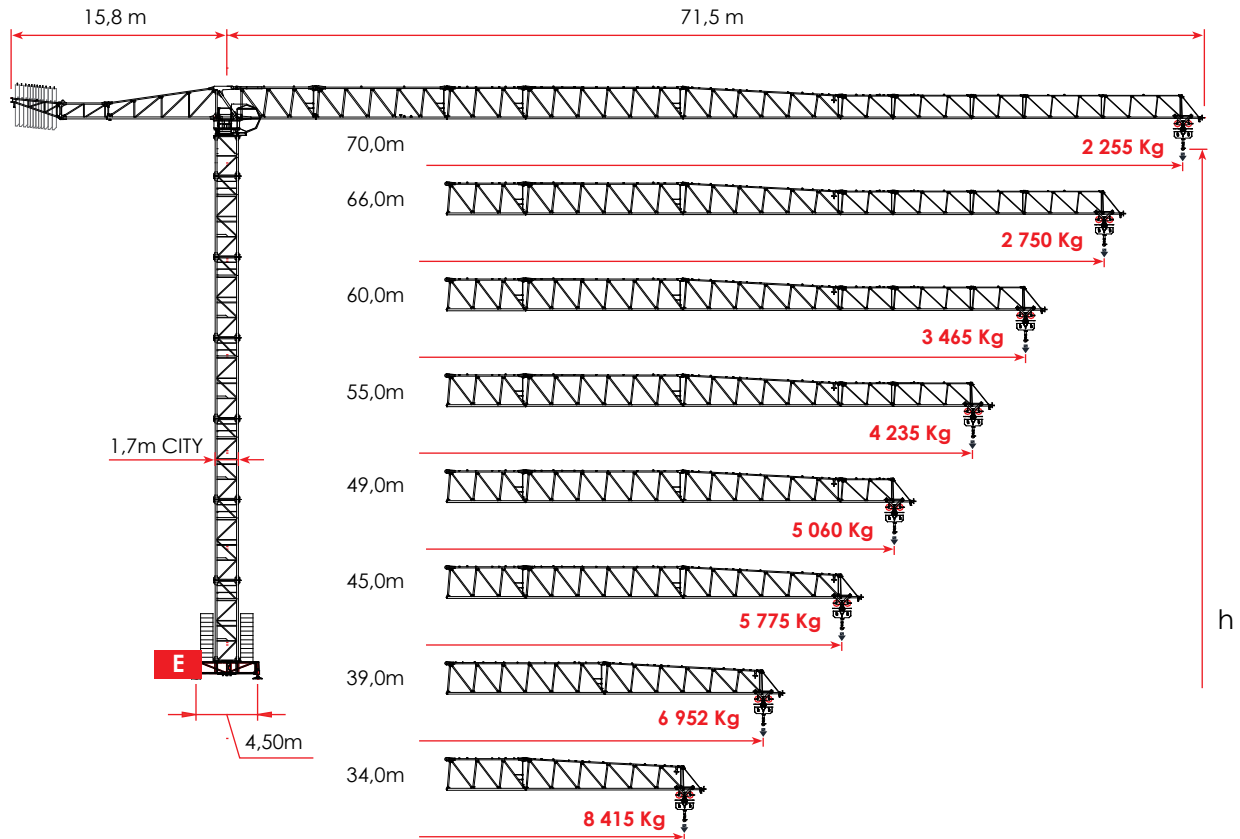 15,8 m
71,5 m
70,0m
2 255 Kg
66,0m
2 750 Kg
60,0m
3 465 Kg
55,0m
4 235 Kg
1,7m CITY
49,0m
5 060 Kg
45,0m
5 775 Kg
h
E
39,0m
6 952 Kg
4,50m
34,0m
8 415 Kg